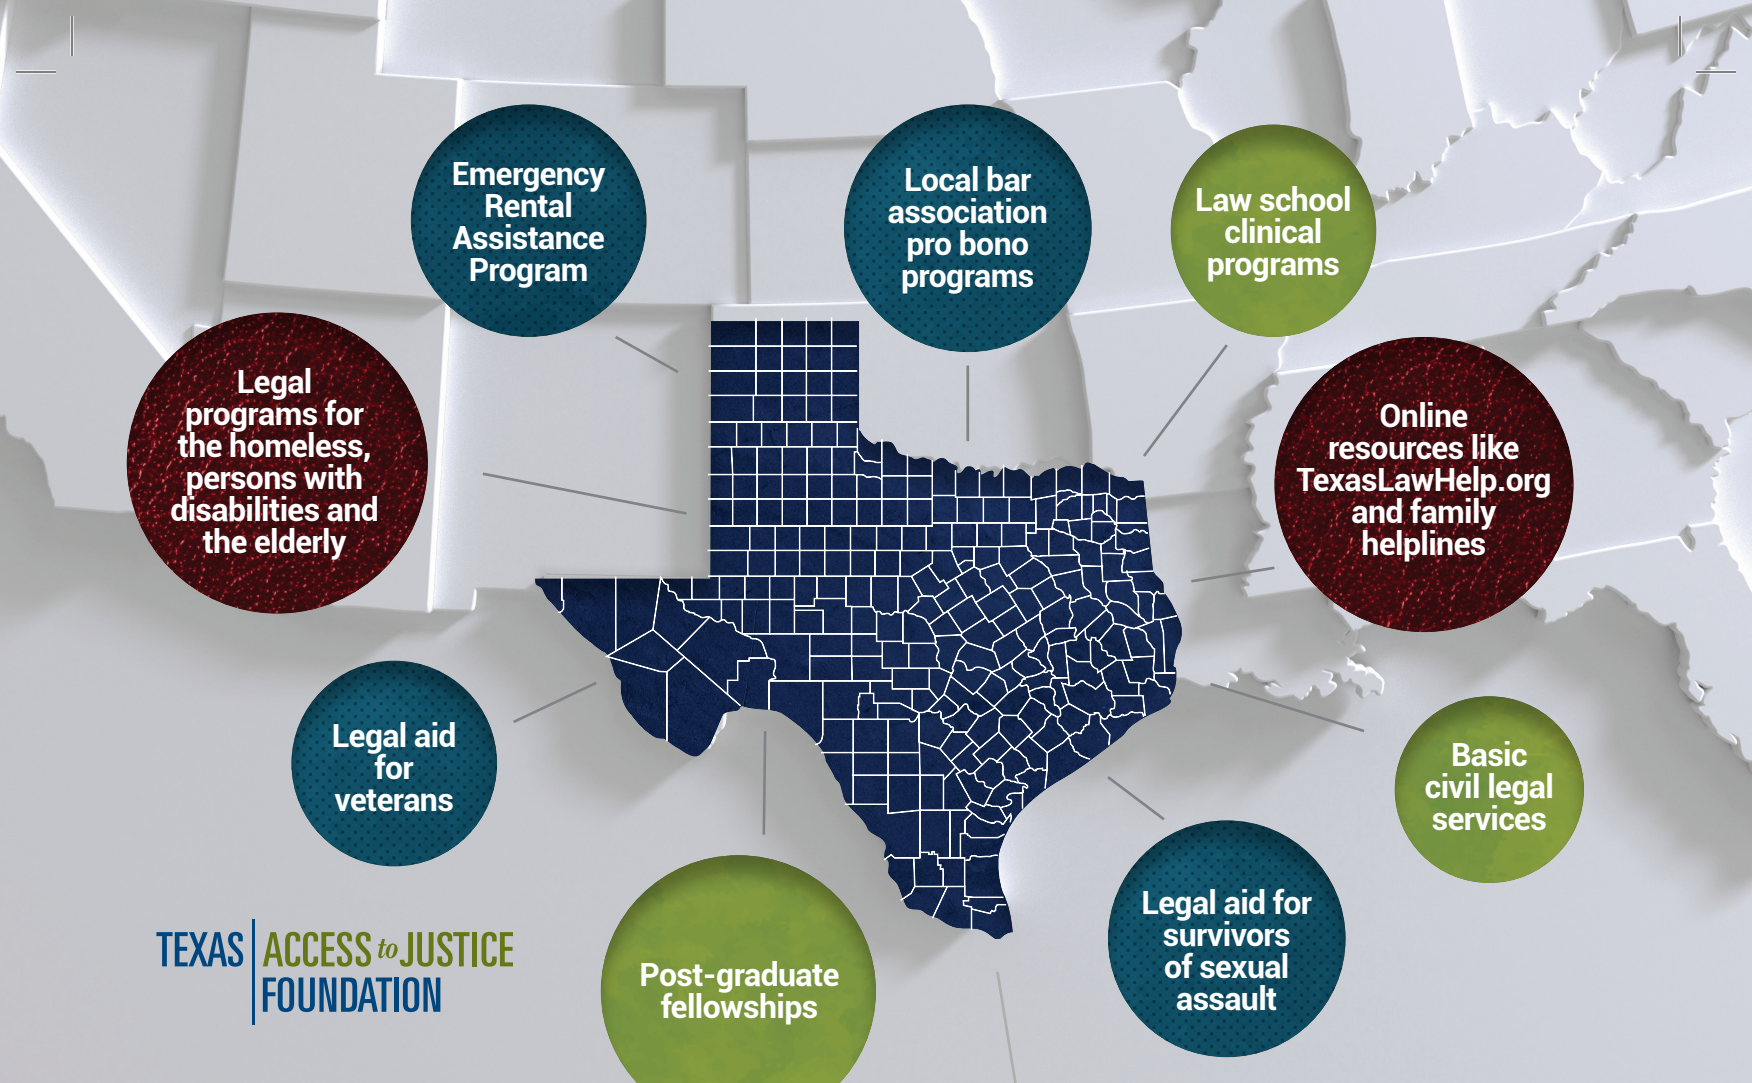 Emergency
Rental
Assistance
Program
Local bar
association
pro bono
programs
Law school
clinical
programs
Legal
programs for
the homeless,
persons with
disabilities and
the elderly
Online
resources like
TexasLawHelp.org
and family
helplines
Legal aid
for
veterans
Basic
civil legal
services
Post-graduate
fellowships
Legal aid for
survivors
of sexual
assault
TEXAS ACCESS to JUSTICE
FOUNDATION